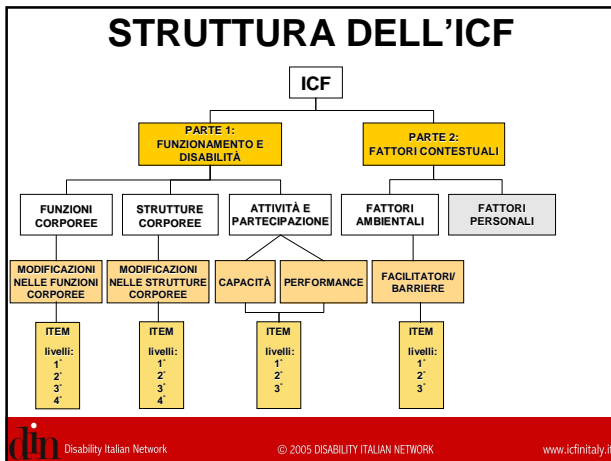 STRUTTURA DELL'ICF
ICF
PARTE 1:
FUNZIONAMENTO E
DISABILITÀ
PARTE 2:
FATTORI CONTESTUALI
FUNZIONI
CORPOREE
STRUTTURE
CORPOREE
ATTIVITÀ E
PARTECIPAZIONE
FATTORI
AMBIENTALI
FATTORI
PERSONALI
MODIFICAZIONI
NELLE FUNZIONI
CORPOREE
MODIFICAZIONI
NELLE STRUTTURE
CORPOREE
CAPACITÀ
PERFORMANCE
FACILITATORI/
BARRIERE
ITEM
livelli:
1°
2°
3°
4°
ITEM
livelli:
1°
2°
3°
4°
ITEM
livelli:
1°
2°
3°
ITEM
livelli:
1°
2°
3°
din Disability Italian Network
© 2005 DISABILITY ITALIAN NETWORK
www.icfinitaly.it